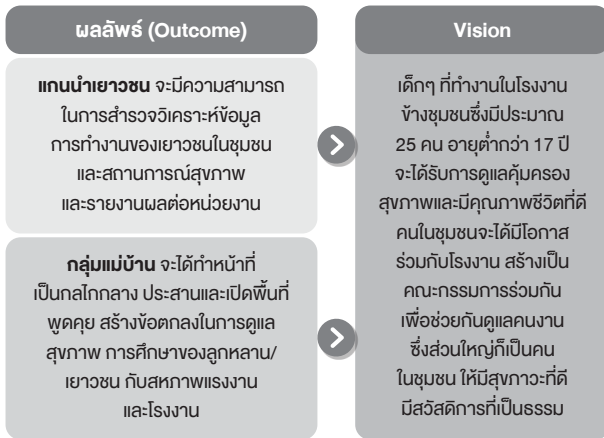 ผลลัพธ์ (Outcome)
แกนนำเยาวชน จะมีความสามารถ
ในการสำรวจวิเคราะห์ข้อมูล
การทำงานของเยาวชนในชุมชน
และสถานการณ์สุขภาพ
และรายงานผลต่อหน่วยงาน
กลุ่มแม่บ้าน จะได้ทำหน้าที่
เป็นกลไกกลาง ประสานและเปิดพื้นที่
พูดคุย สร้างข้อตกลงในการดูแล
สุขภาพ การศึกษาของลูกหลาน/
เยาวชน กับสหภาพแรงงาน
และโรงงาน
Vision
เด็กๆ ที่ทำงานในโรงงาน
ข้างชุมชนซึ่งมีประมาณ
25 คน อายุต่ำกว่า 17 ปี
จะได้รับการดูแลคุ้มครอง
สุขภาพและมีคุณภาพชีวิตที่ดี
คนในชุมชนจะได้มีโอกาส
ร่วมกับโรงงาน สร้างเป็น
คณะกรรมการร่วมกัน
เพื่อช่วยกันดูแลคนงาน
ซึ่งส่วนใหญ่ก็เป็นคน
ในชุมชน ให้มีสุขภาวะที่ดี
มีสวัสดิการที่เป็นธรรม